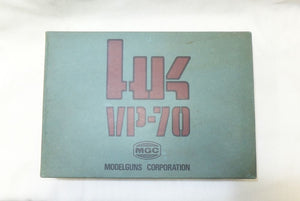 HK
VP-70
MGC
MODELGUNS CORPORATION